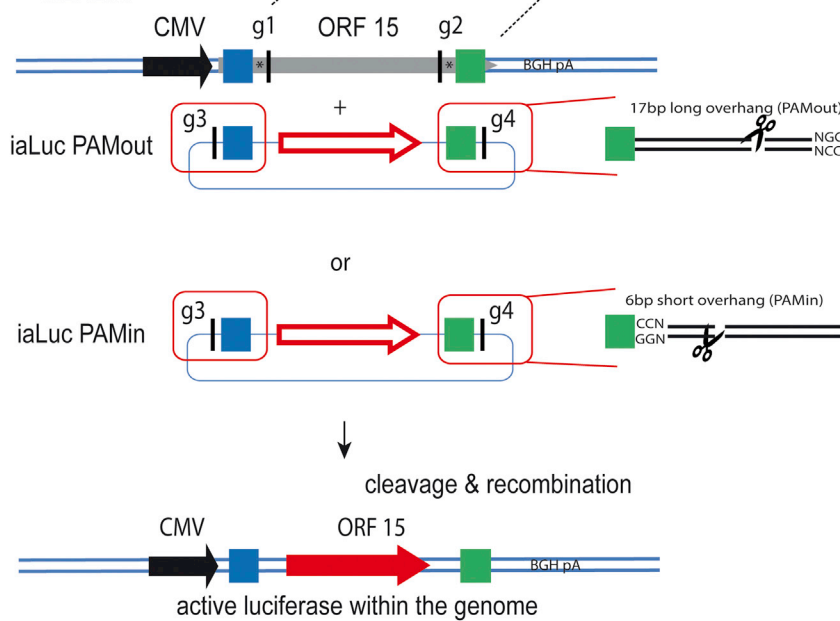 CMV g1 ORF 15 g2
* * BGH pA
+
g3 g4 17bp long overhang (PAMout)
iaLuc PAMout
NGG
NCC
or
g3 g4 6bp short overhang (PAMin)
iaLuc PAMin
CCN
GGN
cleavage & recombination
CMV ORF 15
BGH pA
active luciferase within the genome